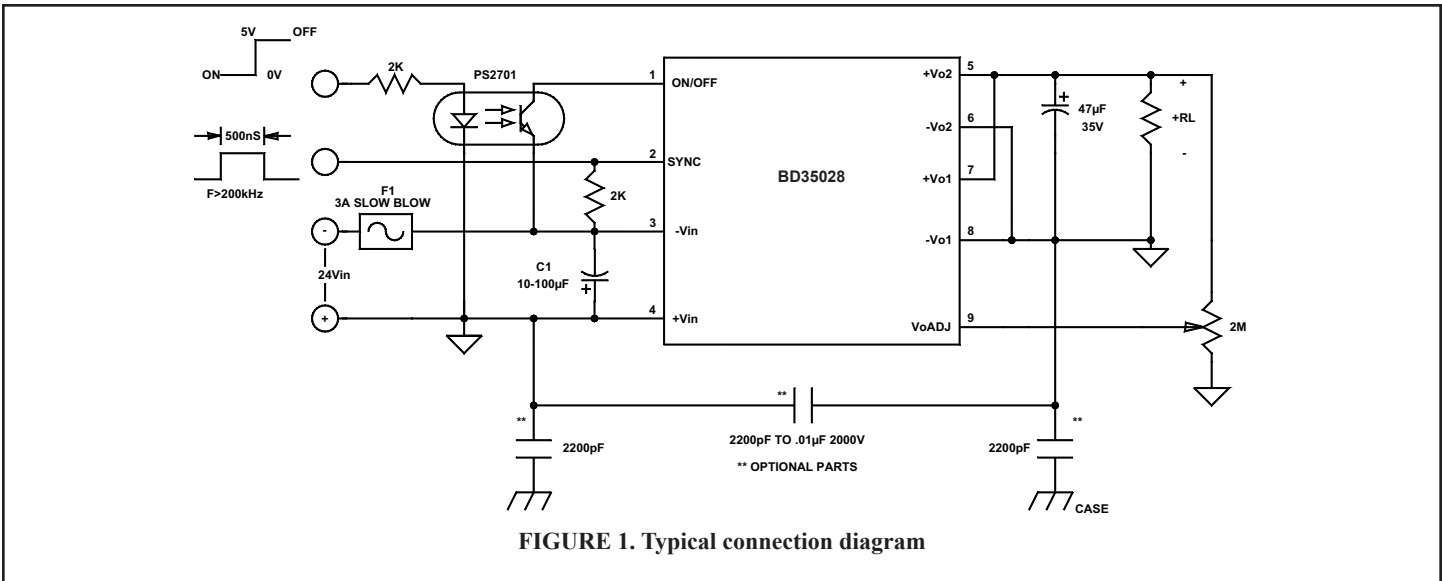 5V
OFF
ON
0V
2K
PS2701
500nS
F>200kHz
F1
3A SLOW BLOW
-
24Vin
+
2K
C1
10-100µF
+
1
ON/OFF
2
SYNC
3
-Vin
4
+Vin
BD35028
+Vo2
5
-Vo2
6
+Vo1
7
-Vo1
8
VoADJ
9
+
47µF
35V
+
+RL
-
2M
**
2200pF
**
2200pF TO .01µF 2000V
** OPTIONAL PARTS
**
2200pF
CASE
FIGURE 1. Typical connection diagram